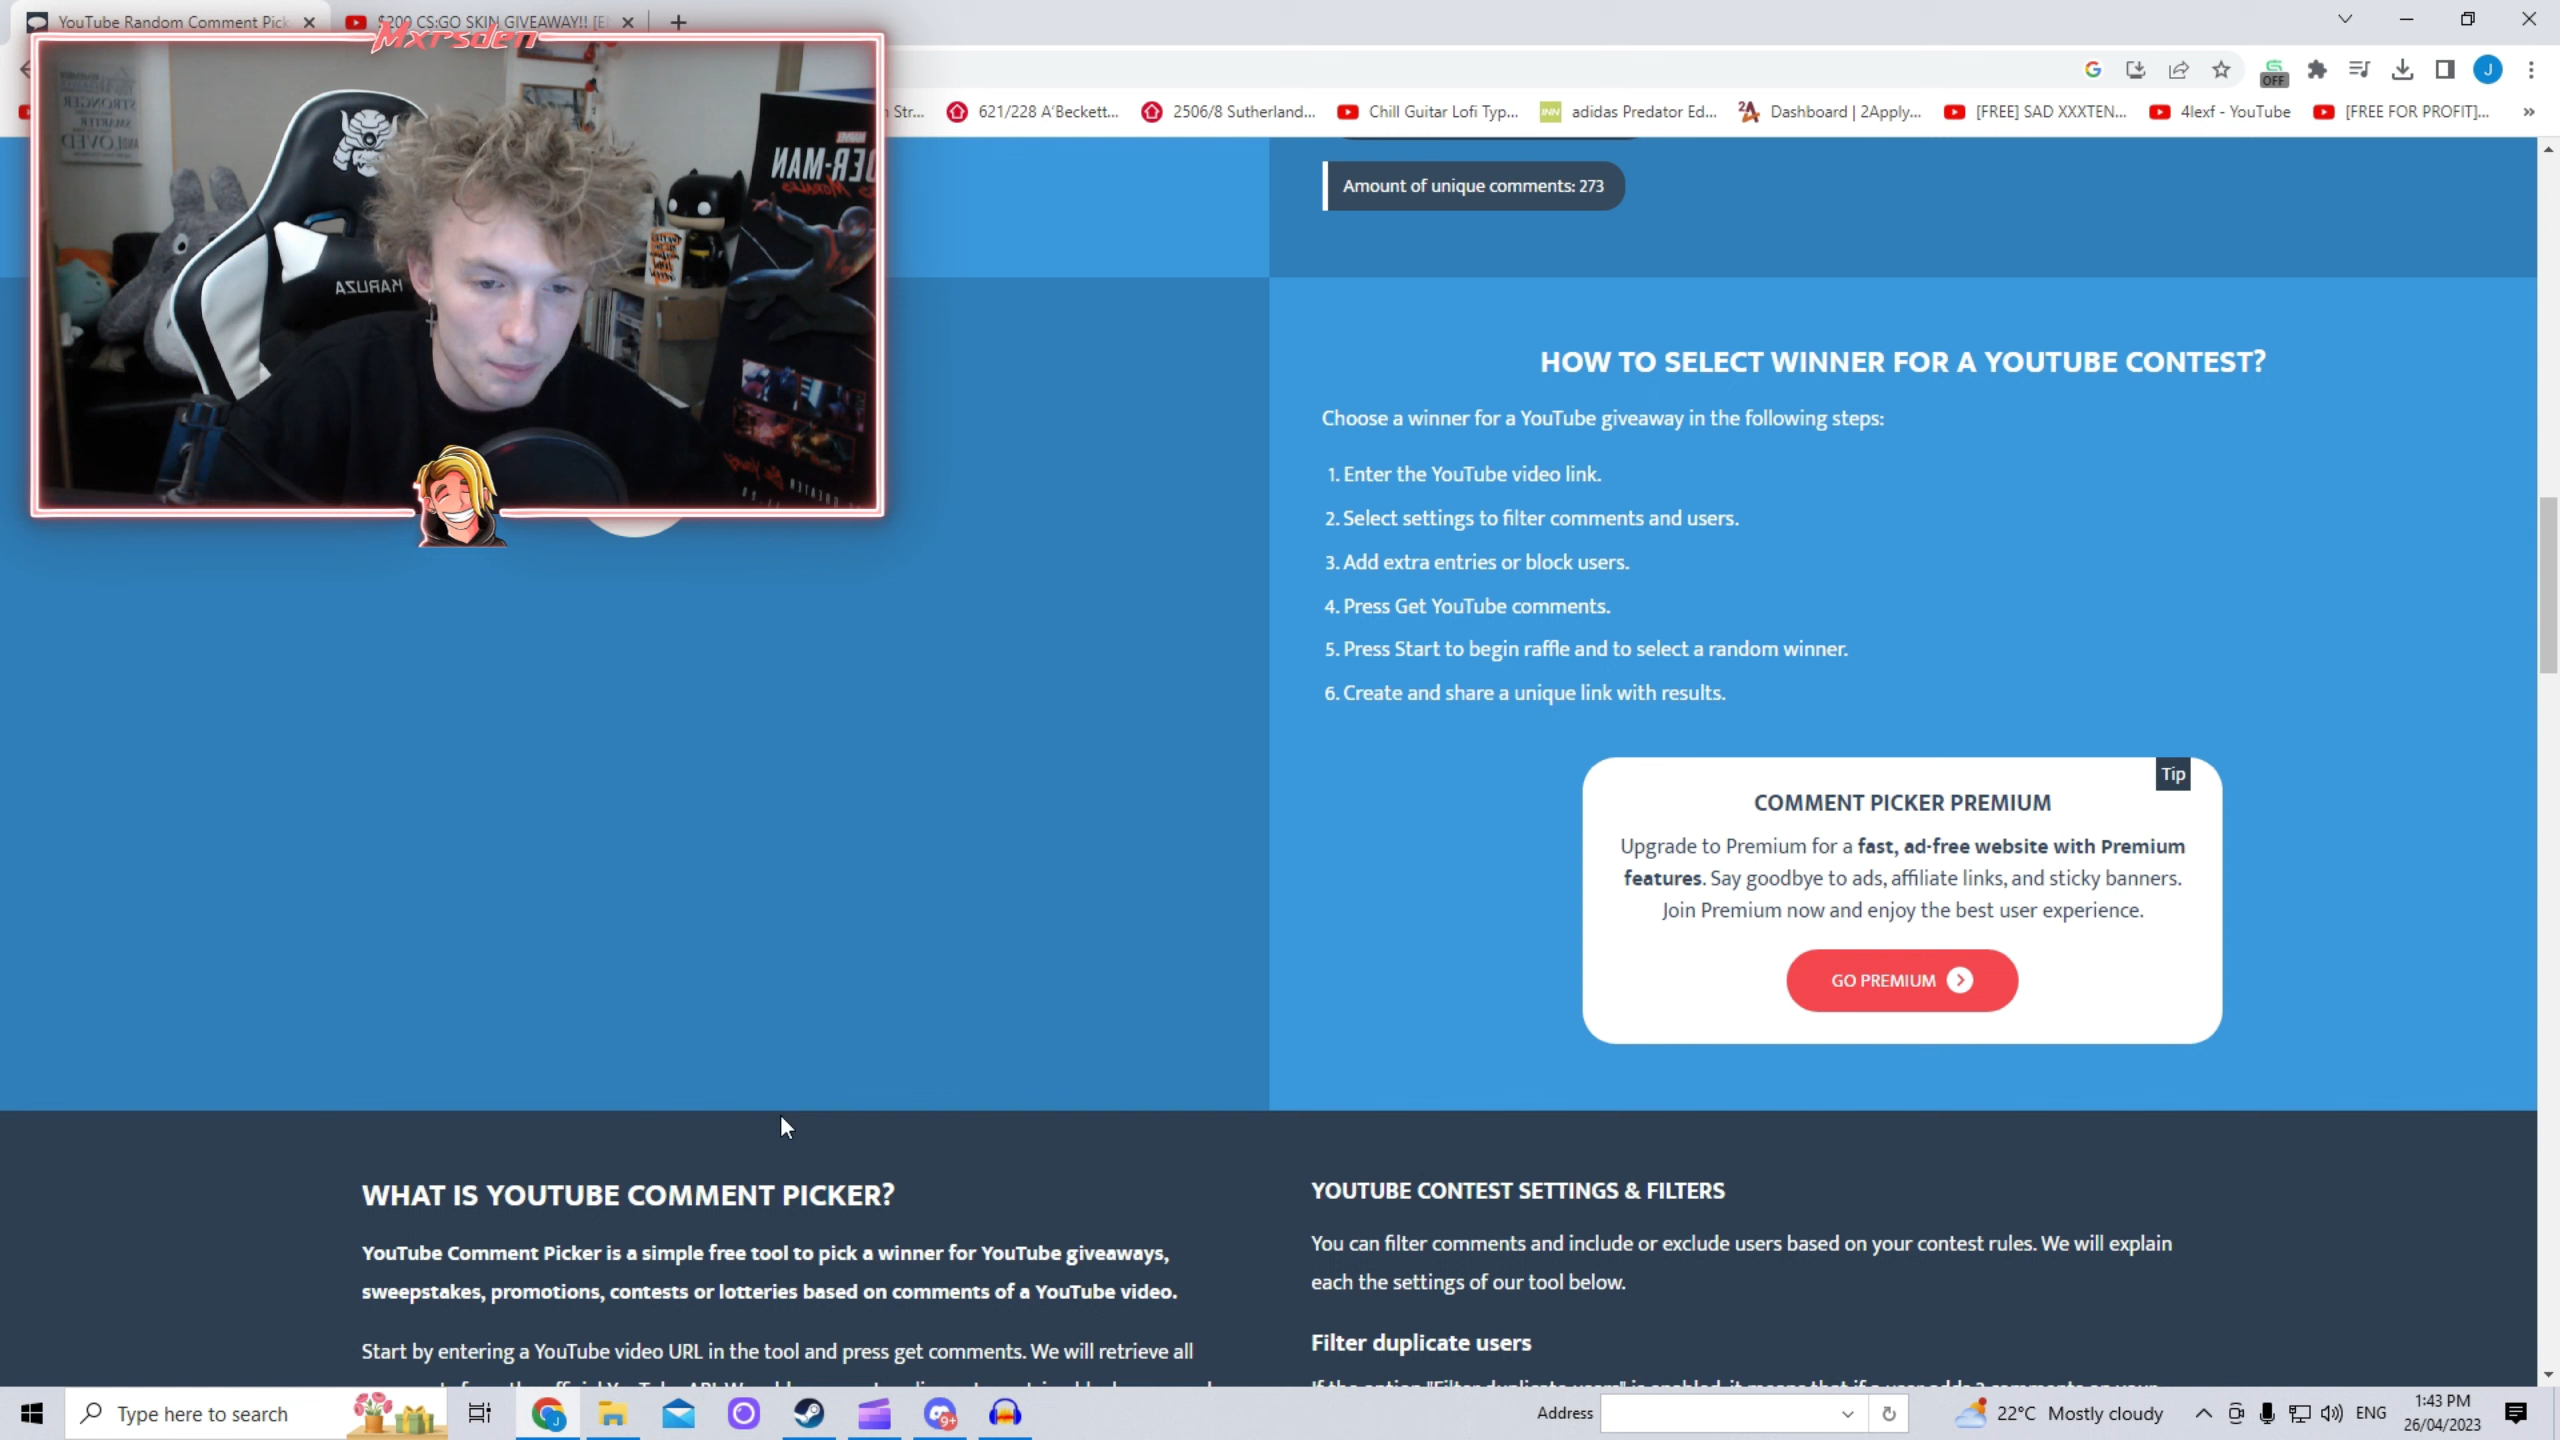 YouTube Random Comment Pick
$200 CS:GO SKIN GIVEAWAY!! [E
Mxrsden
OFF
J
Str...
621/228 A'Beckett...
2506/8 Sutherland...
Chill Guitar Lofi Typ...
INN
adidas Predator Ed...
2A
Dashboard | 2Apply...
[FREE] SAD XXXTEN...
4lexf - YouTube
[FREE FOR PROFIT]...
»
STRONGER
SMARTER
LOVED
KARUZA
MARVEL
Amount of unique comments: 273
HOW TO SELECT WINNER FOR A YOUTUBE CONTEST?
Choose a winner for a YouTube giveaway in the following steps:
1. Enter the YouTube video link.
2. Select settings to filter comments and users.
3. Add extra entries or block users.
4. Press Get YouTube comments.
5. Press Start to begin raffle and to select a random winner.
6. Create and share a unique link with results.
Tip
COMMENT PICKER PREMIUM
Upgrade to Premium for a fast, ad-free website with Premium
features. Say goodbye to ads, affiliate links, and sticky banners.
Join Premium now and enjoy the best user experience.
GO PREMIUM
WHAT IS YOUTUBE COMMENT PICKER?
YouTube Comment Picker is a simple free tool to pick a winner for YouTube giveaways,
sweepstakes, promotions, contests or lotteries based on comments of a YouTube video.
Start by entering a YouTube video URL in the tool and press get comments. We will retrieve all
YOUTUBE CONTEST SETTINGS & FILTERS
You can filter comments and include or exclude users based on your contest rules. We will explain
each the settings of our tool below.
Filter duplicate users
Type here to search
J
9+
Address
22°C Mostly cloudy
ENG
1:43 PM
26/04/2023